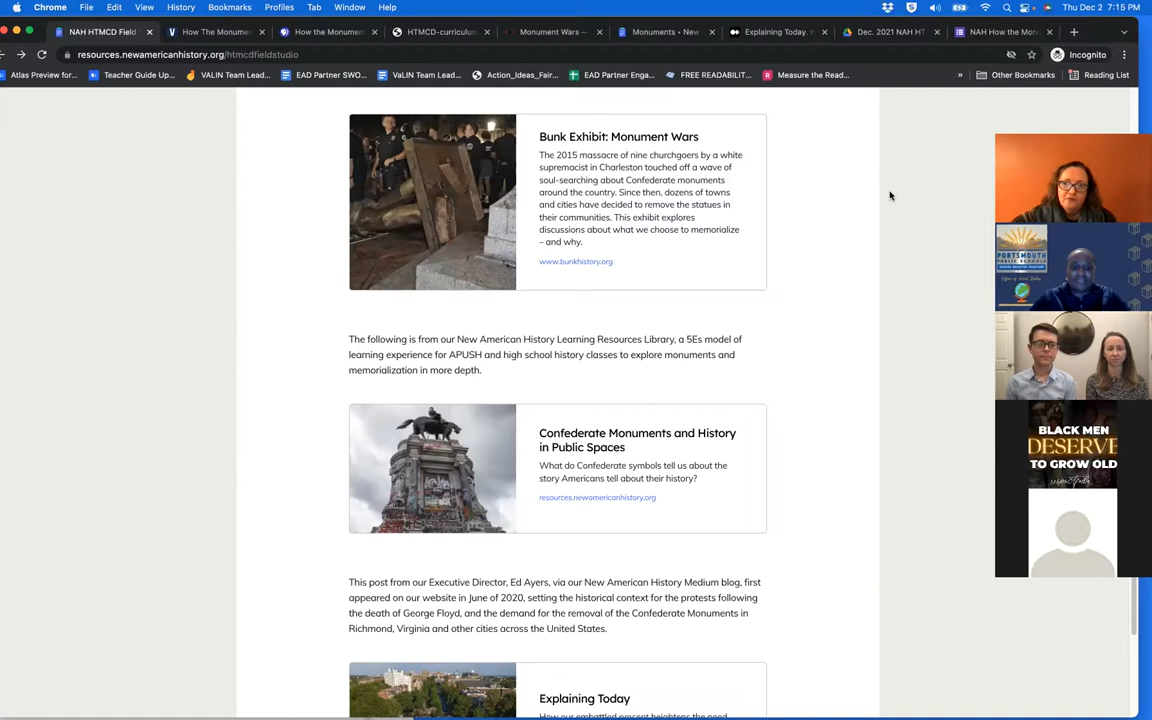 Chrome File Edit View History Bookmarks Profiles Tab Window Help
Thu Dec 2 7:15 PM
NAH HTMCD Field
How The Monumen
How the Monumen
HTMCD-curriculum
Monument Wars —
Monuments • New
Explaining Today. H
Dec. 2021 NAH HT
NAH How the Mon
resources.newamericanhistory.org/htmcdfieldstudio
Incognito
Atlas Preview for...
Teacher Guide Up...
VALIN Team Lead...
EAD Partner SWO...
VaLIN Team Lead...
Action_Ideas_Fair...
EAD Partner Enga...
FREE READABILIT...
Measure the Read...
»
Other Bookmarks
Reading List
Bunk Exhibit: Monument Wars
The 2015 massacre of nine churchgoers by a white
supremacist in Charleston touched off a wave of
soul-searching about Confederate monuments
around the country. Since then, dozens of towns
and cities have decided to remove the statues in
their communities. This exhibit explores
discussions about what we choose to memorialize
– and why.
www.bunkhistory.org
The following is from our New American History Learning Resources Library, a 5Es model of
learning experience for APUSH and high school history classes to explore monuments and
memorialization in more depth.
Confederate Monuments and History
in Public Spaces
What do Confederate symbols tell us about the
story Americans tell about their history?
resources.newamericanhistory.org
This post from our Executive Director, Ed Ayers, via our New American History Medium blog, first
appeared on our website in June of 2020, setting the historical context for the protests following
the death of George Floyd, and the demand for the removal of the Confederate Monuments in
Richmond, Virginia and other cities across the United States.
Explaining Today
How our embattled present heightens the need
PORTSMOUTH
PUBLIC SCHOOLS
BLACK MEN
DESERVE
TO GROW OLD